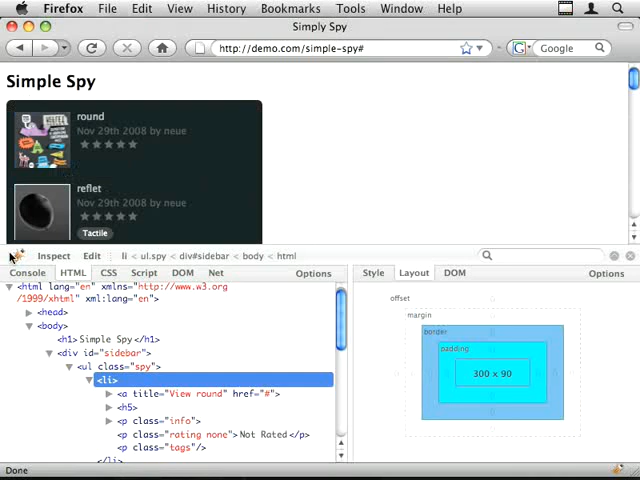 Firefox File Edit View History Bookmarks Tools Window Help
Simply Spy
http://demo.com/simple-spy#
Google
Simple Spy
round
Nov 29th 2008 by neue
reflet
Nov 29th 2008 by neue
Tactile
Inspect Edit li < ul.spy < div#sidebar < body < html
Console HTML CSS Script DOM Net Options
Style Layout DOM Options
<html lang="en" xmlns="http://www.w3.org
/1999/xhtml" xml:lang="en">
<head>
<body>
<h1>Simple Spy</h1>
<div id="sidebar">
<ul class="spy">
<li>
<a title="View round" href="#">
<h5>
<p class="info">
<p class="rating none">Not Rated</p>
<p class="tags"/>
</li>
offset
margin
border
padding
300 x 90
Done